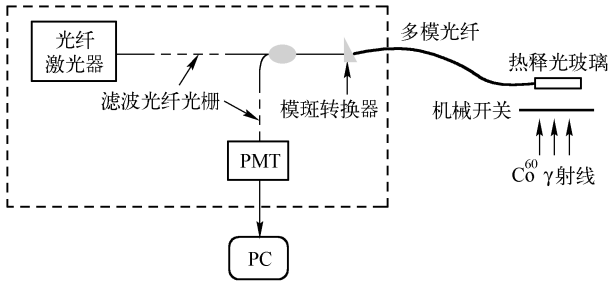 光纤
激光器
多模光纤
热释光玻璃
滤波光纤光栅
模斑转换器
机械开关
PMT
Co⁶⁰ γ射线
PC